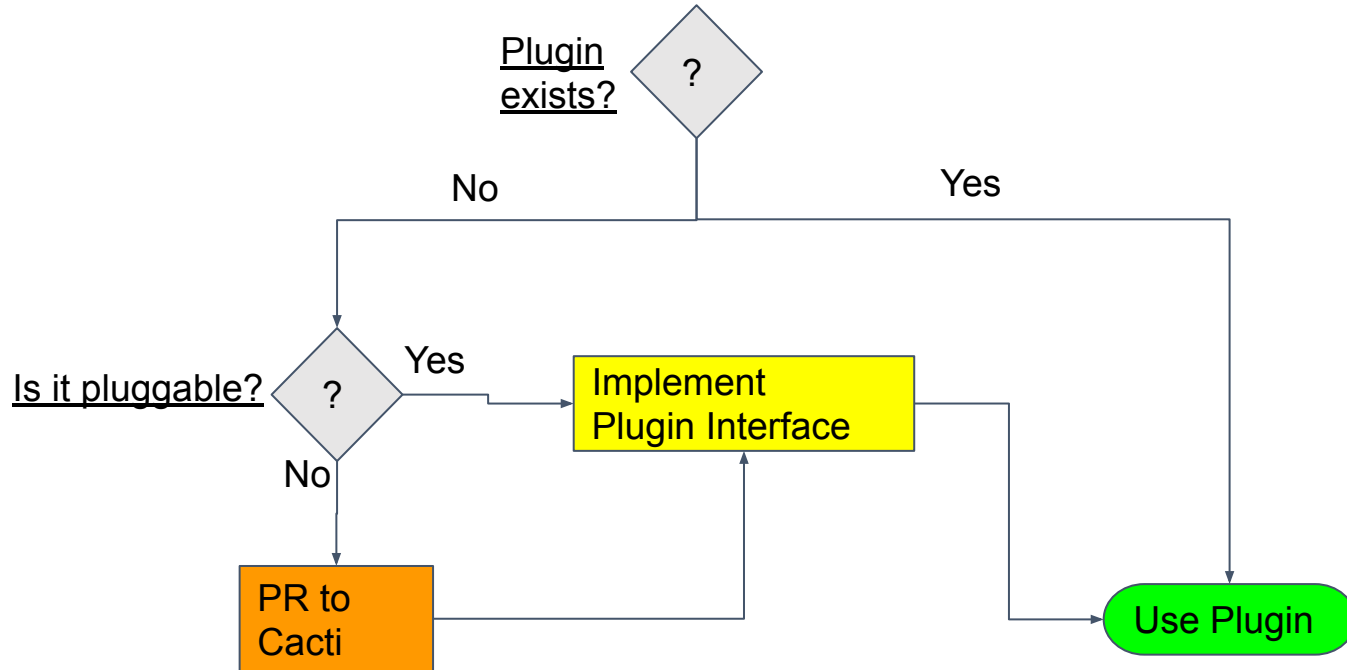 Plugin
exists?
?
No
Yes
Is it pluggable?
?
Yes
Implement
Plugin Interface
No
PR to
Cacti
Use Plugin